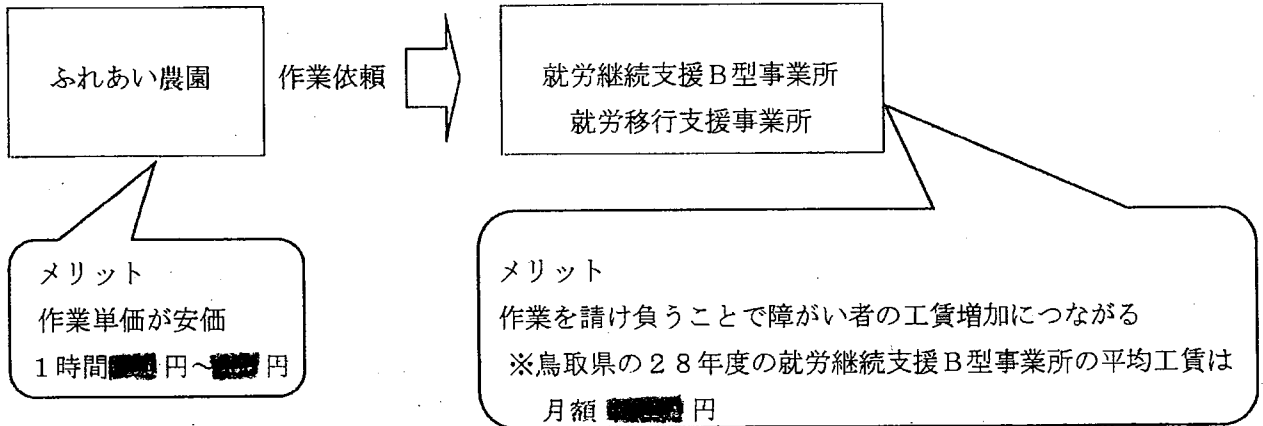 ふれあい農園
作業依頼
就労継続支援B型事業所
就労移行支援事業所
メリット
作業単価が安価
1時間 円~ 円
メリット
作業を請け負うことで障がい者の工賃増加につながる
※鳥取県の28年度の就労継続支援B型事業所の平均工賃は
月額 円